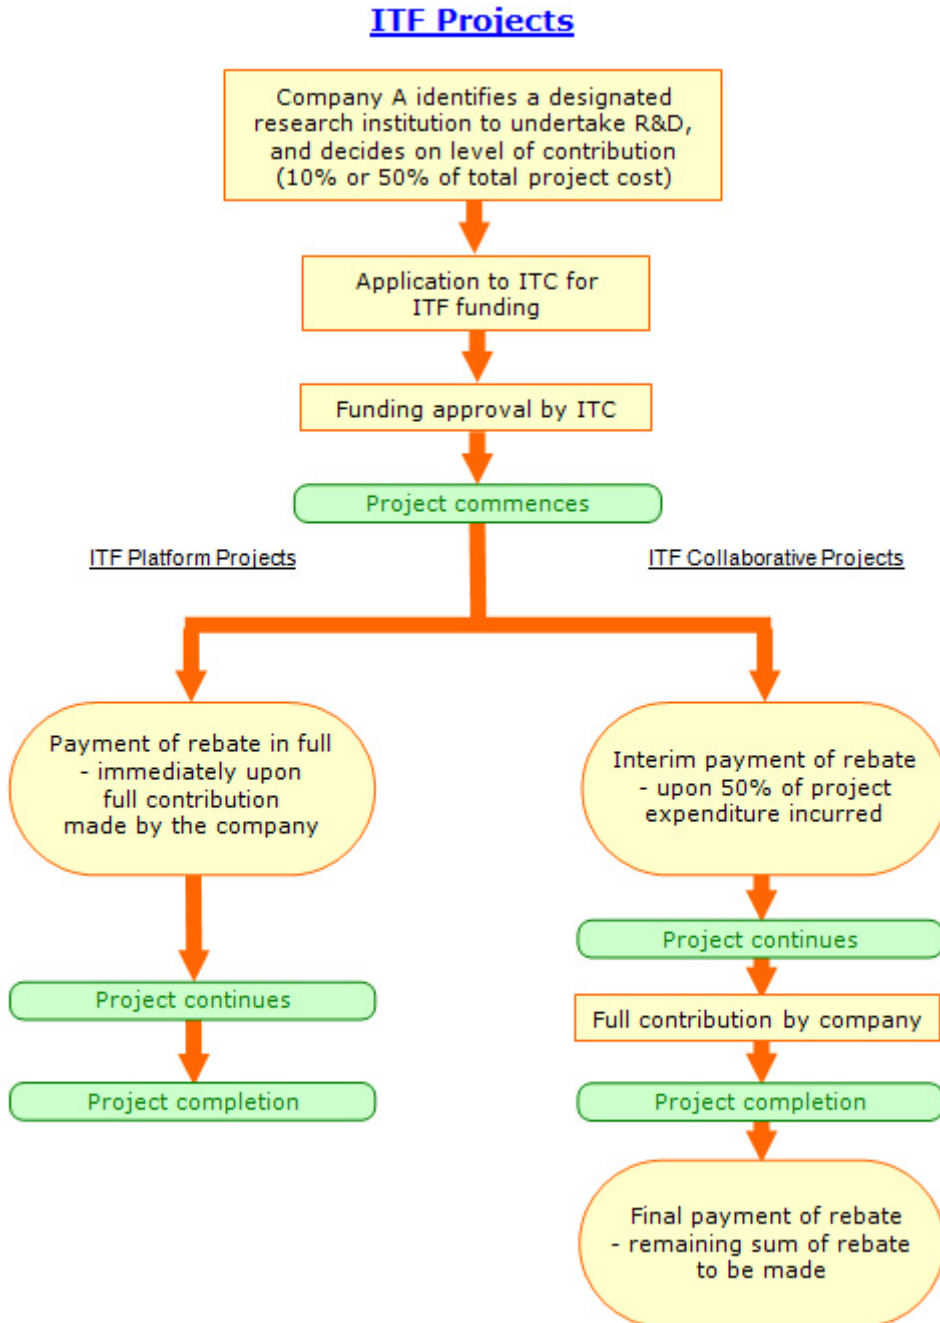 ITF Projects
Company A identifies a designated
research institution to undertake R&D,
and decides on level of contribution
(10% or 50% of total project cost)
Application to ITC for
ITF funding
Funding approval by ITC
Project commences
ITF Platform Projects
ITF Collaborative Projects
Payment of rebate in full
- immediately upon
full contribution
made by the company
Interim payment of rebate
- upon 50% of project
expenditure incurred
Project continues
Full contribution by company
Project continues
Project completion
Project completion
Final payment of rebate
- remaining sum of rebate
to be made